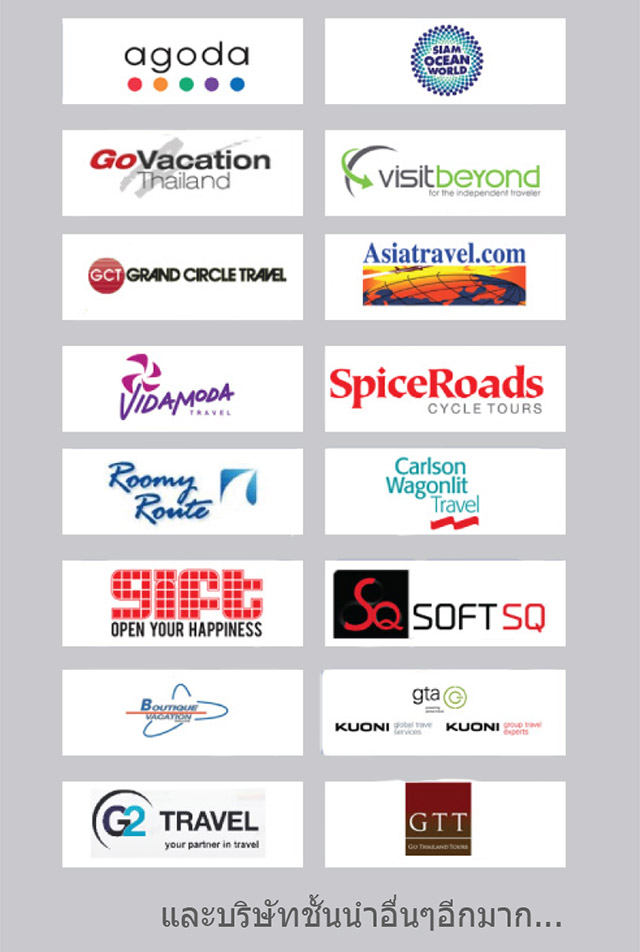 agoda
SIAM
OCEAN
WORLD
GoVacation
Thailand
visitbeyond
for the independent traveler
GCT GRAND CIRCLE TRAVEL
Asiatravel.com
VIDAMODA
TRAVEL
SpiceRoads
CYCLE TOURS
Roomy
Route
Carlson
Wagonlit
Travel
gift
OPEN YOUR HAPPINESS
SQ SOFT SQ
BOUTIQUE
VACATION
gta
KUONI global travel
services
KUONI group travel
experts
G2 TRAVEL
your partner in travel
GTT
GO THAILAND TOURS
และบริษัทชั้นนำอื่นๆอีกมาก...